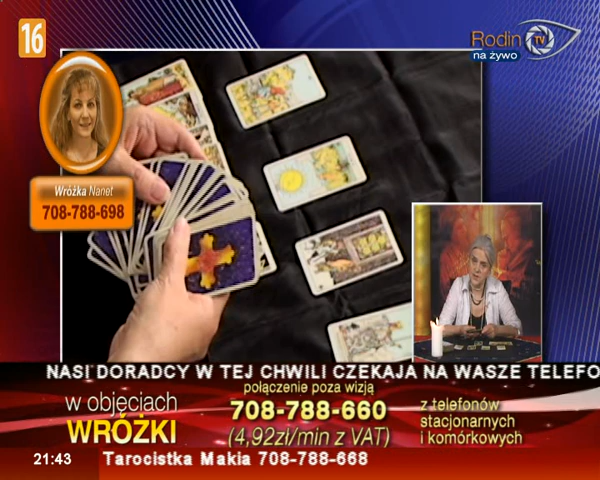 16
Rodin TV
na żywo
Wróżka Nanet
708-788-698
NASI DORADCY W TEJ CHWILI CZEKAJA NA WASZE TELEFO
połączenie poza wizją
w objęciach
WRÓŻKI
708-788-660
(4,92zł/min z VAT)
z telefonów
stacjonarnych
i komórkowych
21:43
Tarocistka Makia 708-788-668